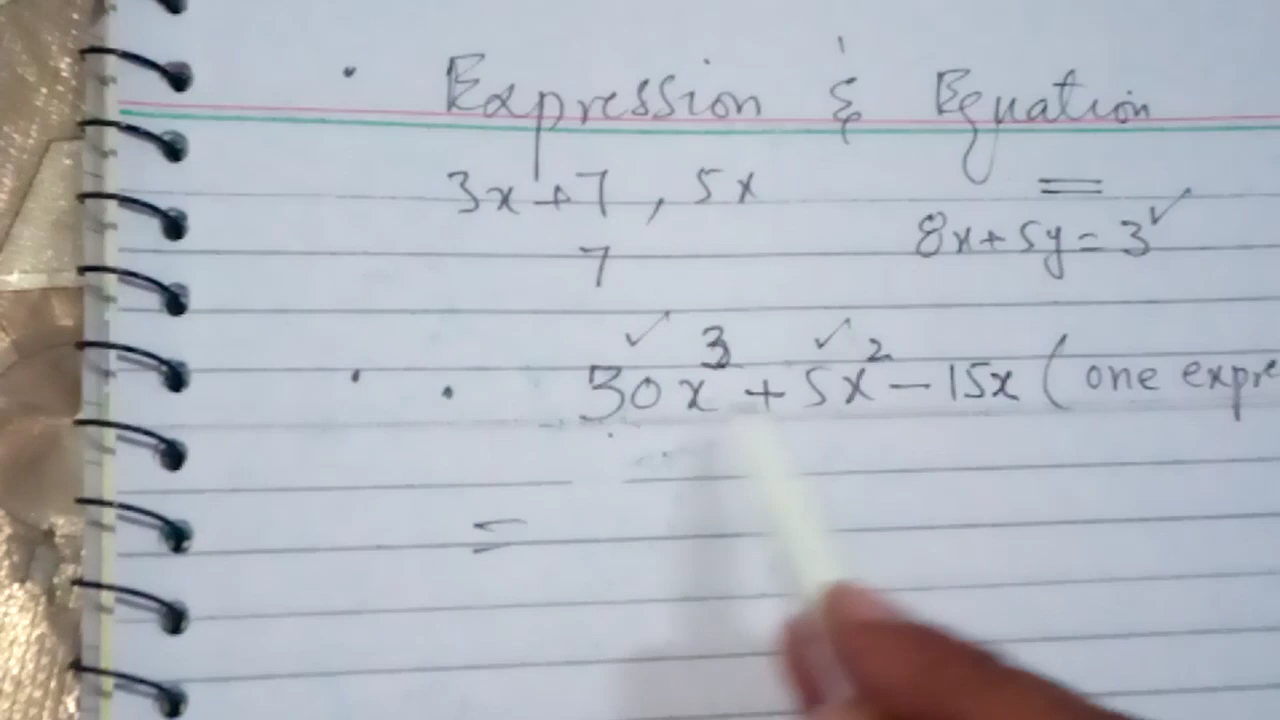 Expression & Equation
3x+7, 5x =
7 8x+5y=3✓
✓ ✓
30x³+5x²-15x (one expre
=